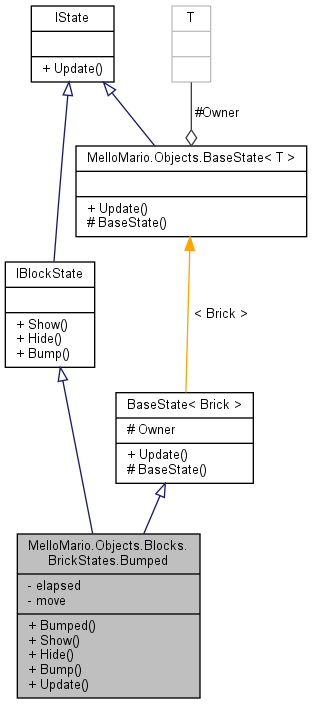 IState
+ Update()
T
#Owner
MelloMario.Objects.BaseState< T >
+ Update()
# BaseState()
IBlockState
+ Show()
+ Hide()
+ Bump()
< Brick >
BaseState< Brick >
# Owner
+ Update()
# BaseState()
MelloMario.Objects.Blocks.
BrickStates.Bumped
- elapsed
- move
+ Bumped()
+ Show()
+ Hide()
+ Bump()
+ Update()